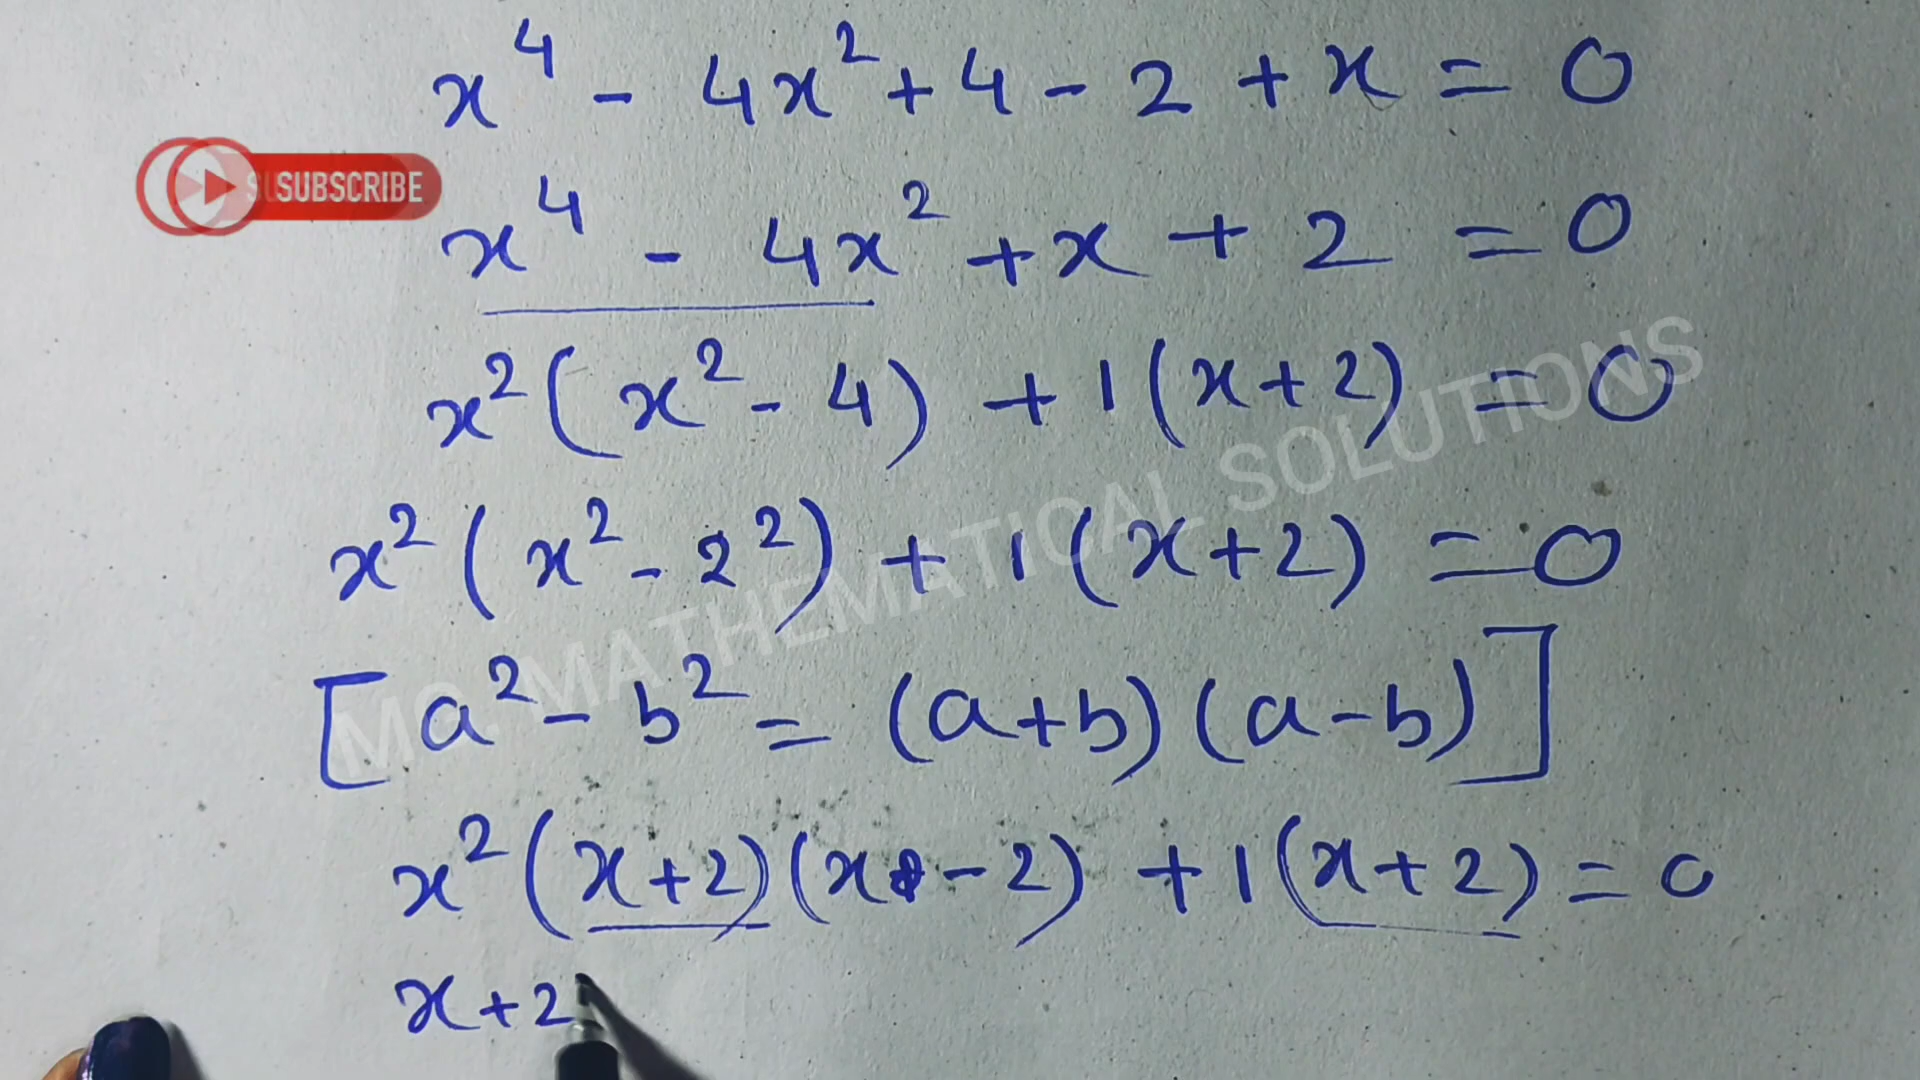 x⁴ - 4x² + 4 - 2 + x = 0
SUBSCRIBE
x⁴ - 4x² + x + 2 = 0
x²(x² - 4) + 1(x+2) = 0
x²(x² - 2²) + 1(x+2) = 0
MG. MATHEMATICAL SOLUTIONS
[a² - b² = (a+b)(a-b)]
x²(x+2)(x - 2) + 1(x+2) = 0
x+2